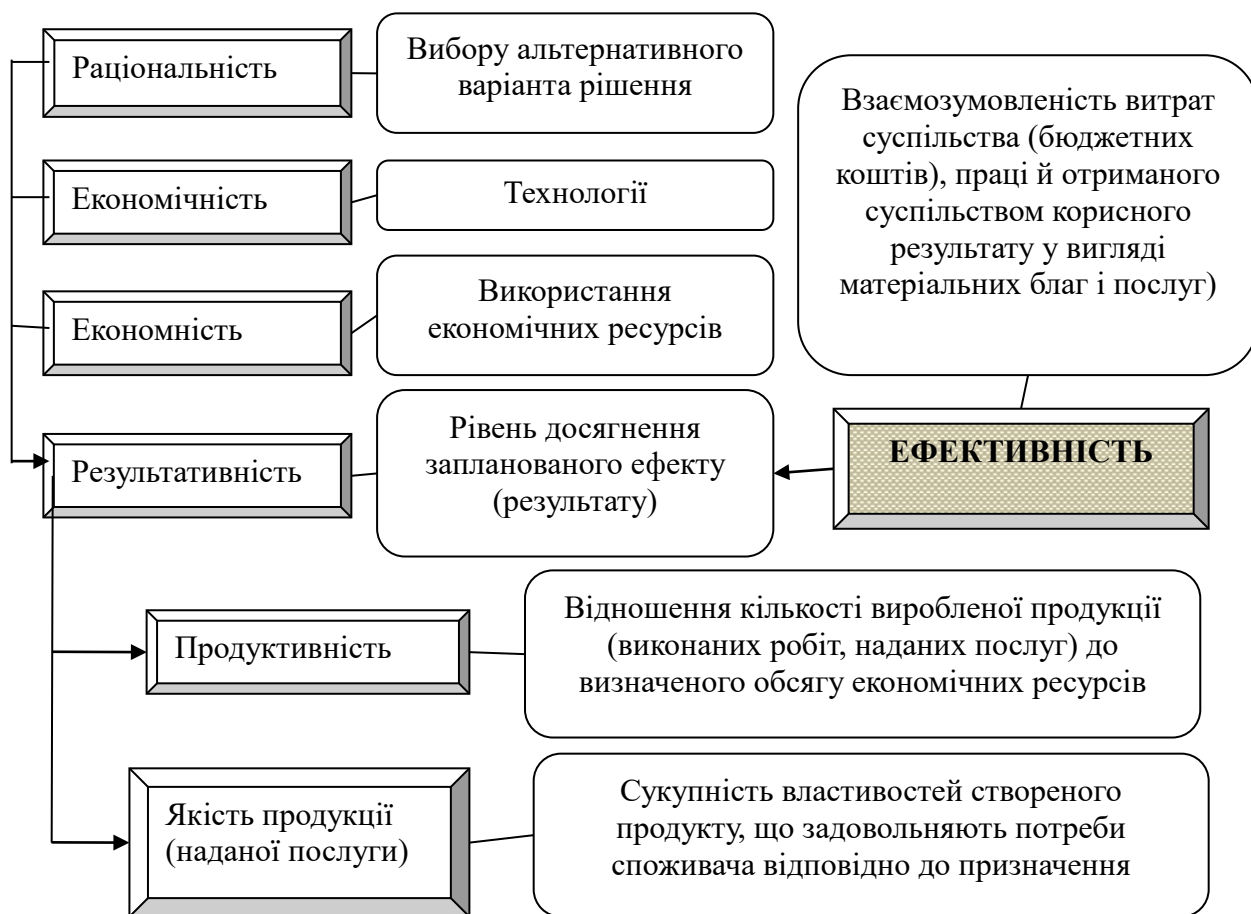 Раціональність
Вибору альтернативного
варіанта рішення
Взаємозумовленість витрат
суспільства (бюджетних
коштів), праці й отриманого
суспільством корисного
результату у вигляді
матеріальних благ і послуг)
Економічність
Технології
Економність
Використання
економічних ресурсів
Результативність
Рівень досягнення
запланованого ефекту
(результату)
ЕФЕКТИВНІСТЬ
Продуктивність
Відношення кількості виробленої продукції
(виконаних робіт, наданих послуг) до
визначеного обсягу економічних ресурсів
Якість продукції
(наданої послуги)
Сукупність властивостей створеного
продукту, що задовольняють потреби
споживача відповідно до призначення